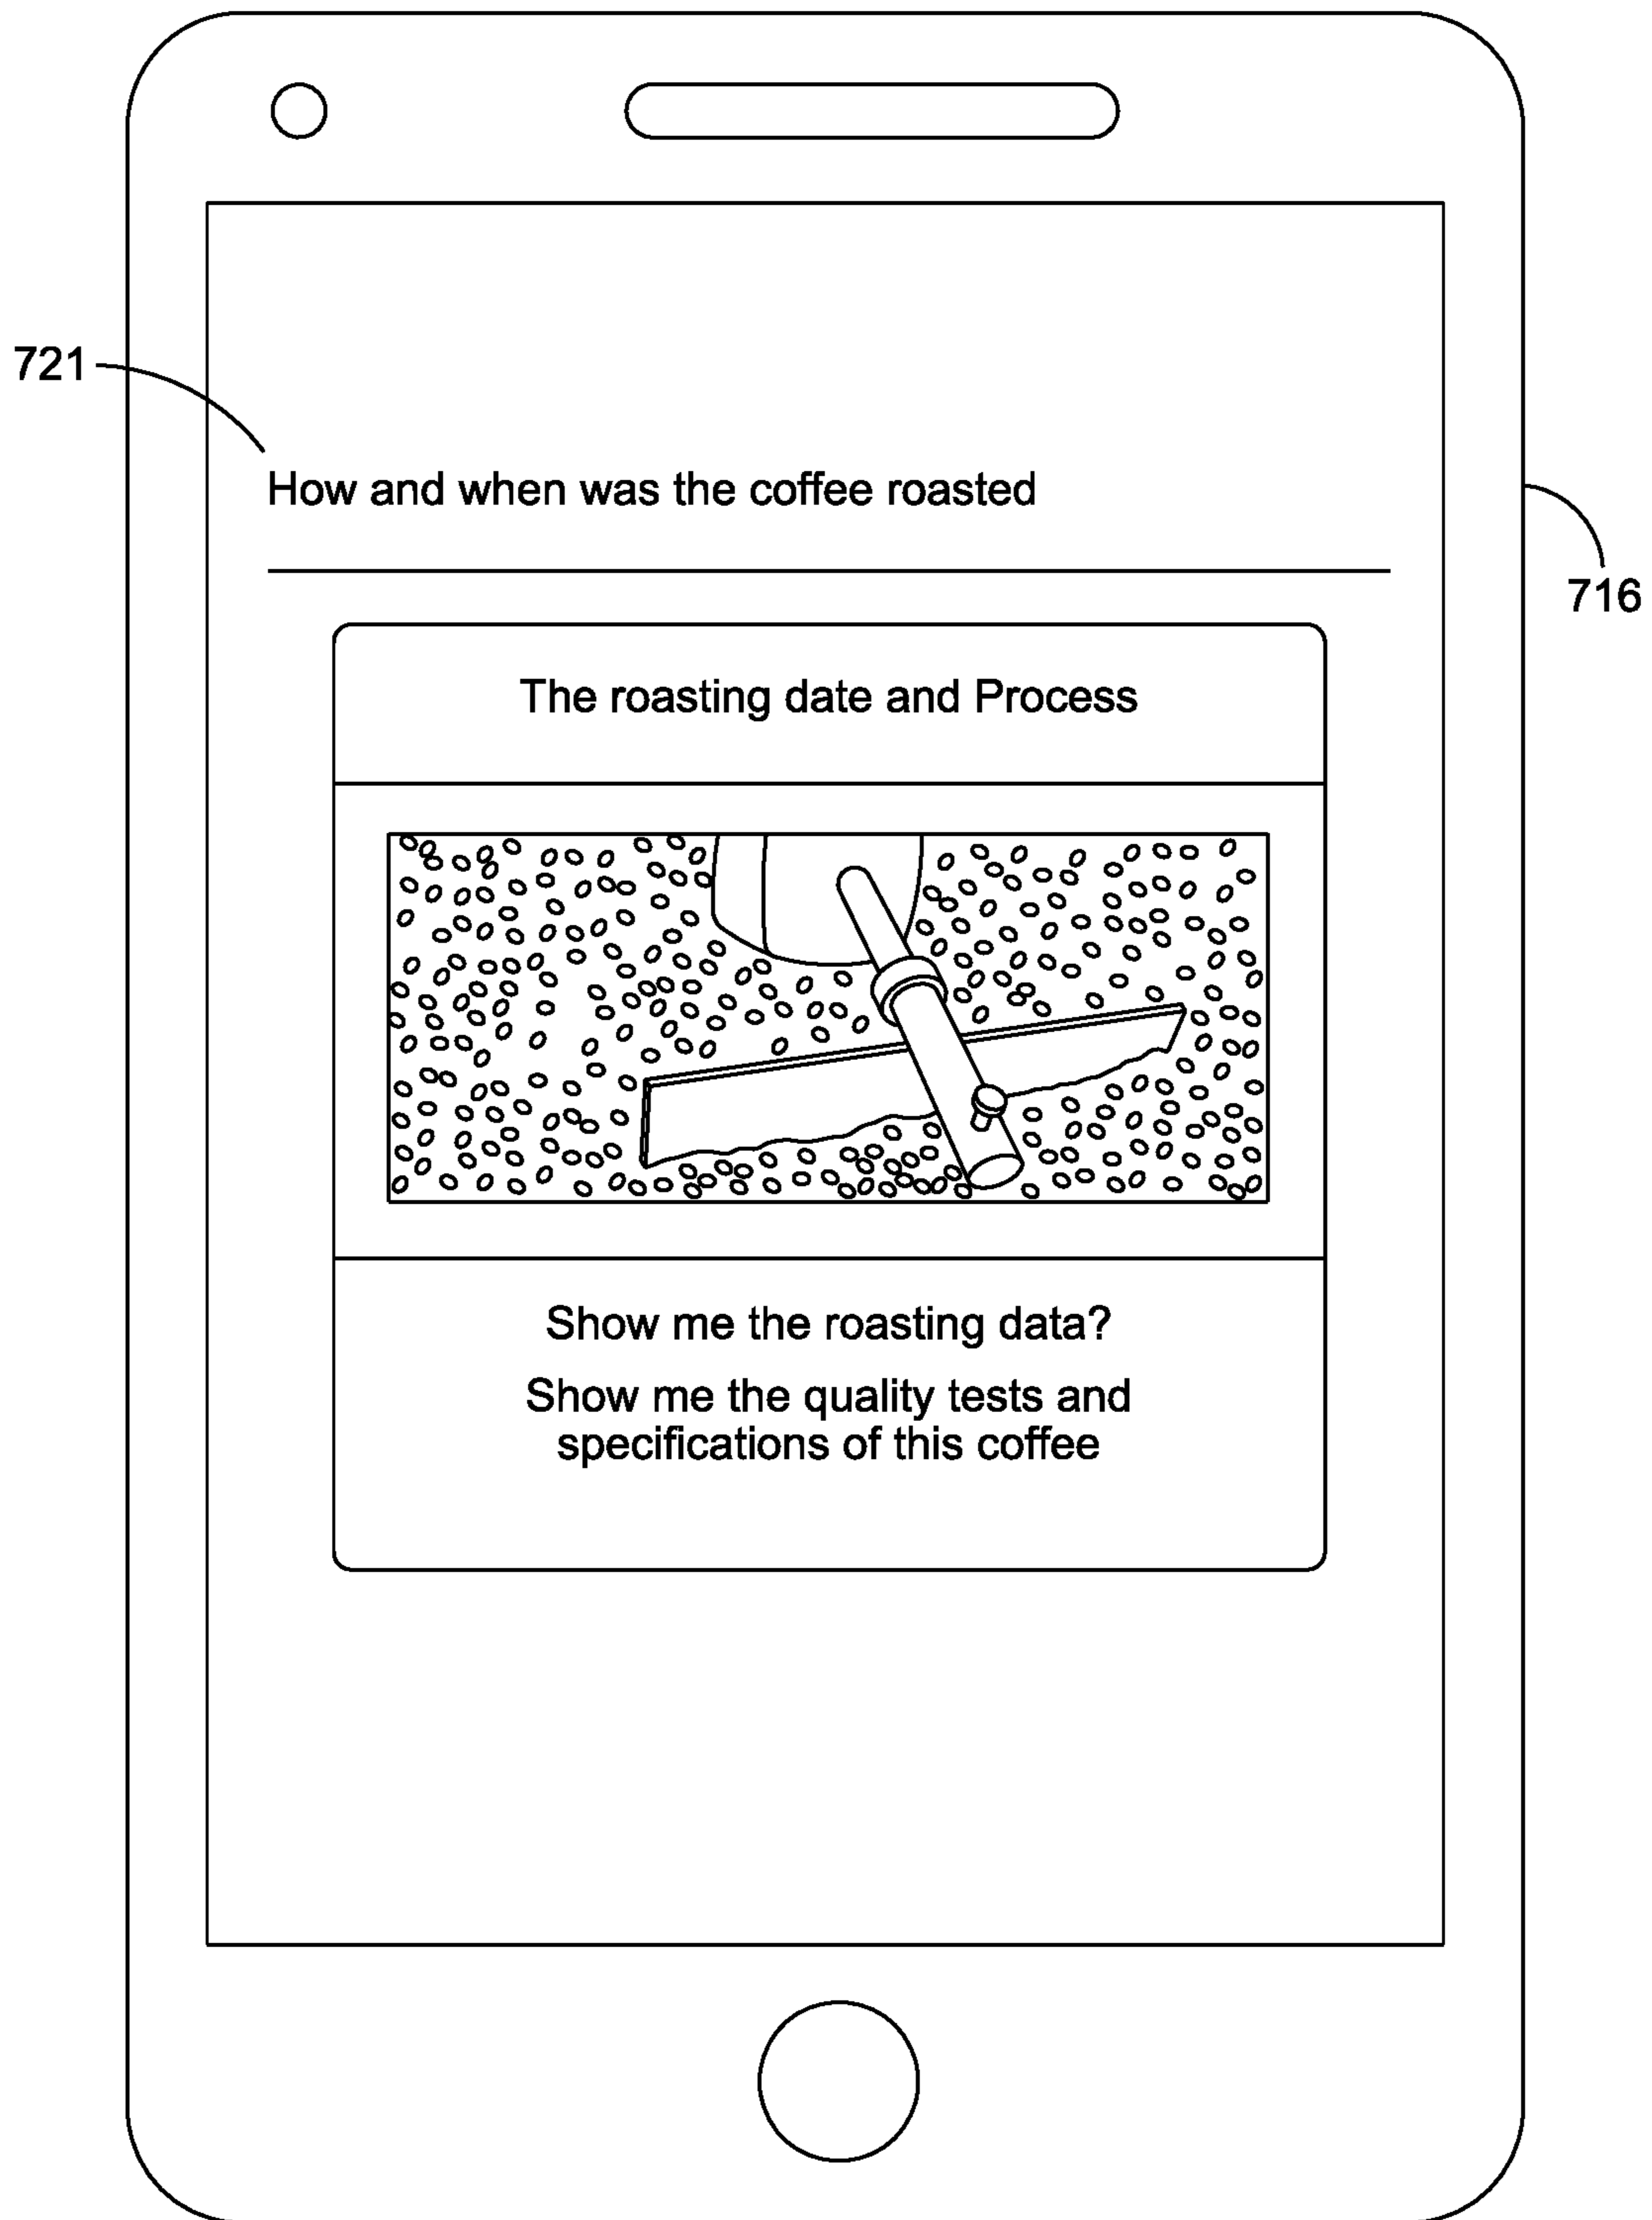 721
How and when was the coffee roasted
716
The roasting date and Process
Show me the roasting data?
Show me the quality tests and
specifications of this coffee